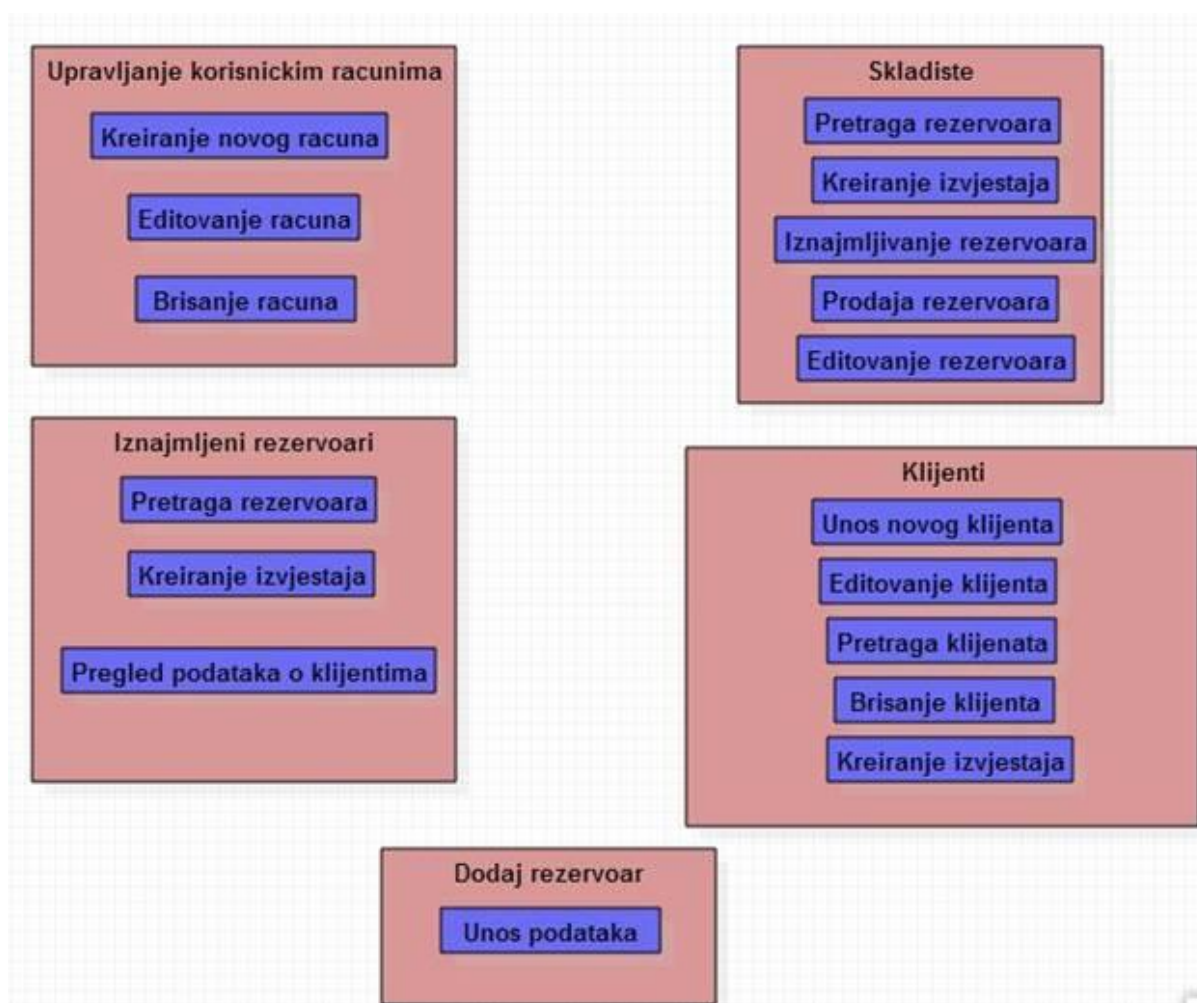 Upravljanje korisnickim racunima
Kreiranje novog racuna
Editovanje racuna
Brisanje racuna
Skladiste
Pretraga rezervoara
Kreiranje izvjestaja
Iznajmljivanje rezervoara
Prodaja rezervoara
Editovanje rezervoara
Iznajmljeni rezervoari
Pretraga rezervoara
Kreiranje izvjestaja
Pregled podataka o klijentima
Klijenti
Unos novog klijenta
Editovanje klijenta
Pretraga klijenata
Brisanje klijenta
Kreiranje izvjestaja
Dodaj rezervoar
Unos podataka